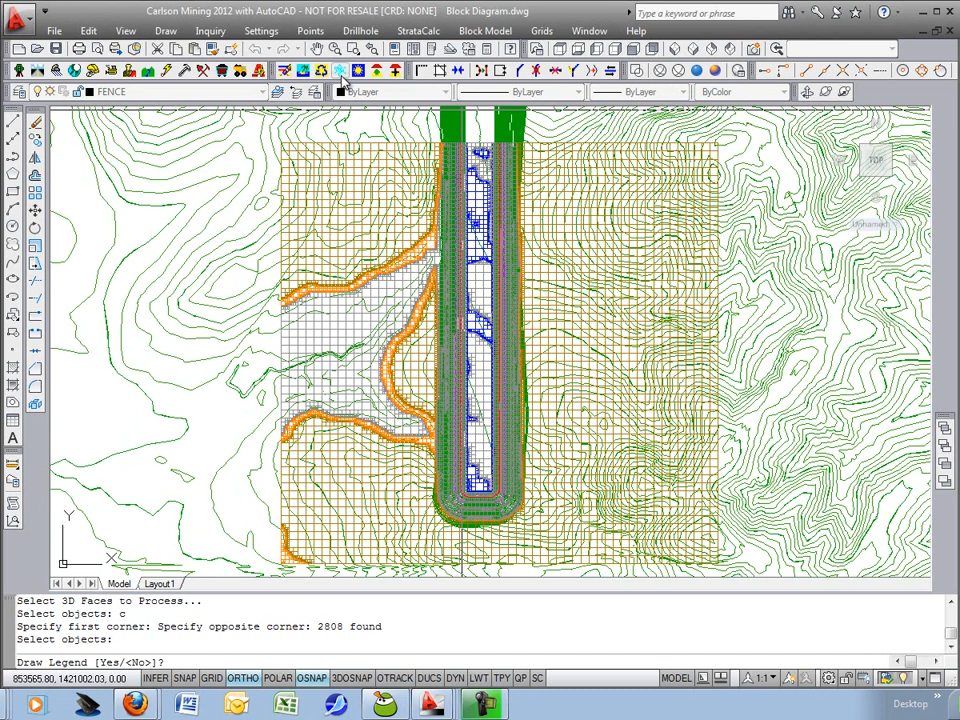 Carlson Mining 2012 with AutoCAD - NOT FOR RESALE [CRD: NONE] Block Diagram.dwg
Type a keyword or phrase
File Edit View Draw Inquiry Settings Points Drillhole StrataCalc Block Model Grids Window Help
FENCE
ByLayer
ByLayer
ByLayer
ByColor
TOP
Unnamed
Y
X
Model
Layout1
Select 3D Faces to Process...
Select objects: c
Specify first corner: Specify opposite corner: 2808 found
Select objects:
Draw Legend [Yes/<No>]?
853565.80, 1421002.03, 0.00 INFER SNAP GRID ORTHO POLAR OSNAP 3DOSNAP OTRACK DUCS DYN LWT TPY QP SC MODEL 1:1
Desktop